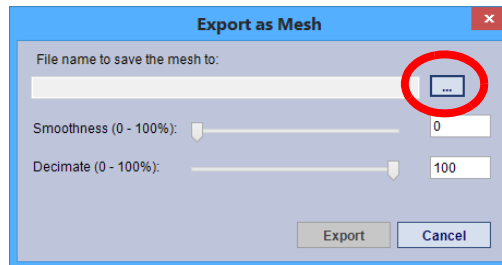 Export as Mesh
x
File name to save the mesh to:
...
Smoothness (0 - 100%): 0
Decimate (0 - 100%): 100
Export Cancel